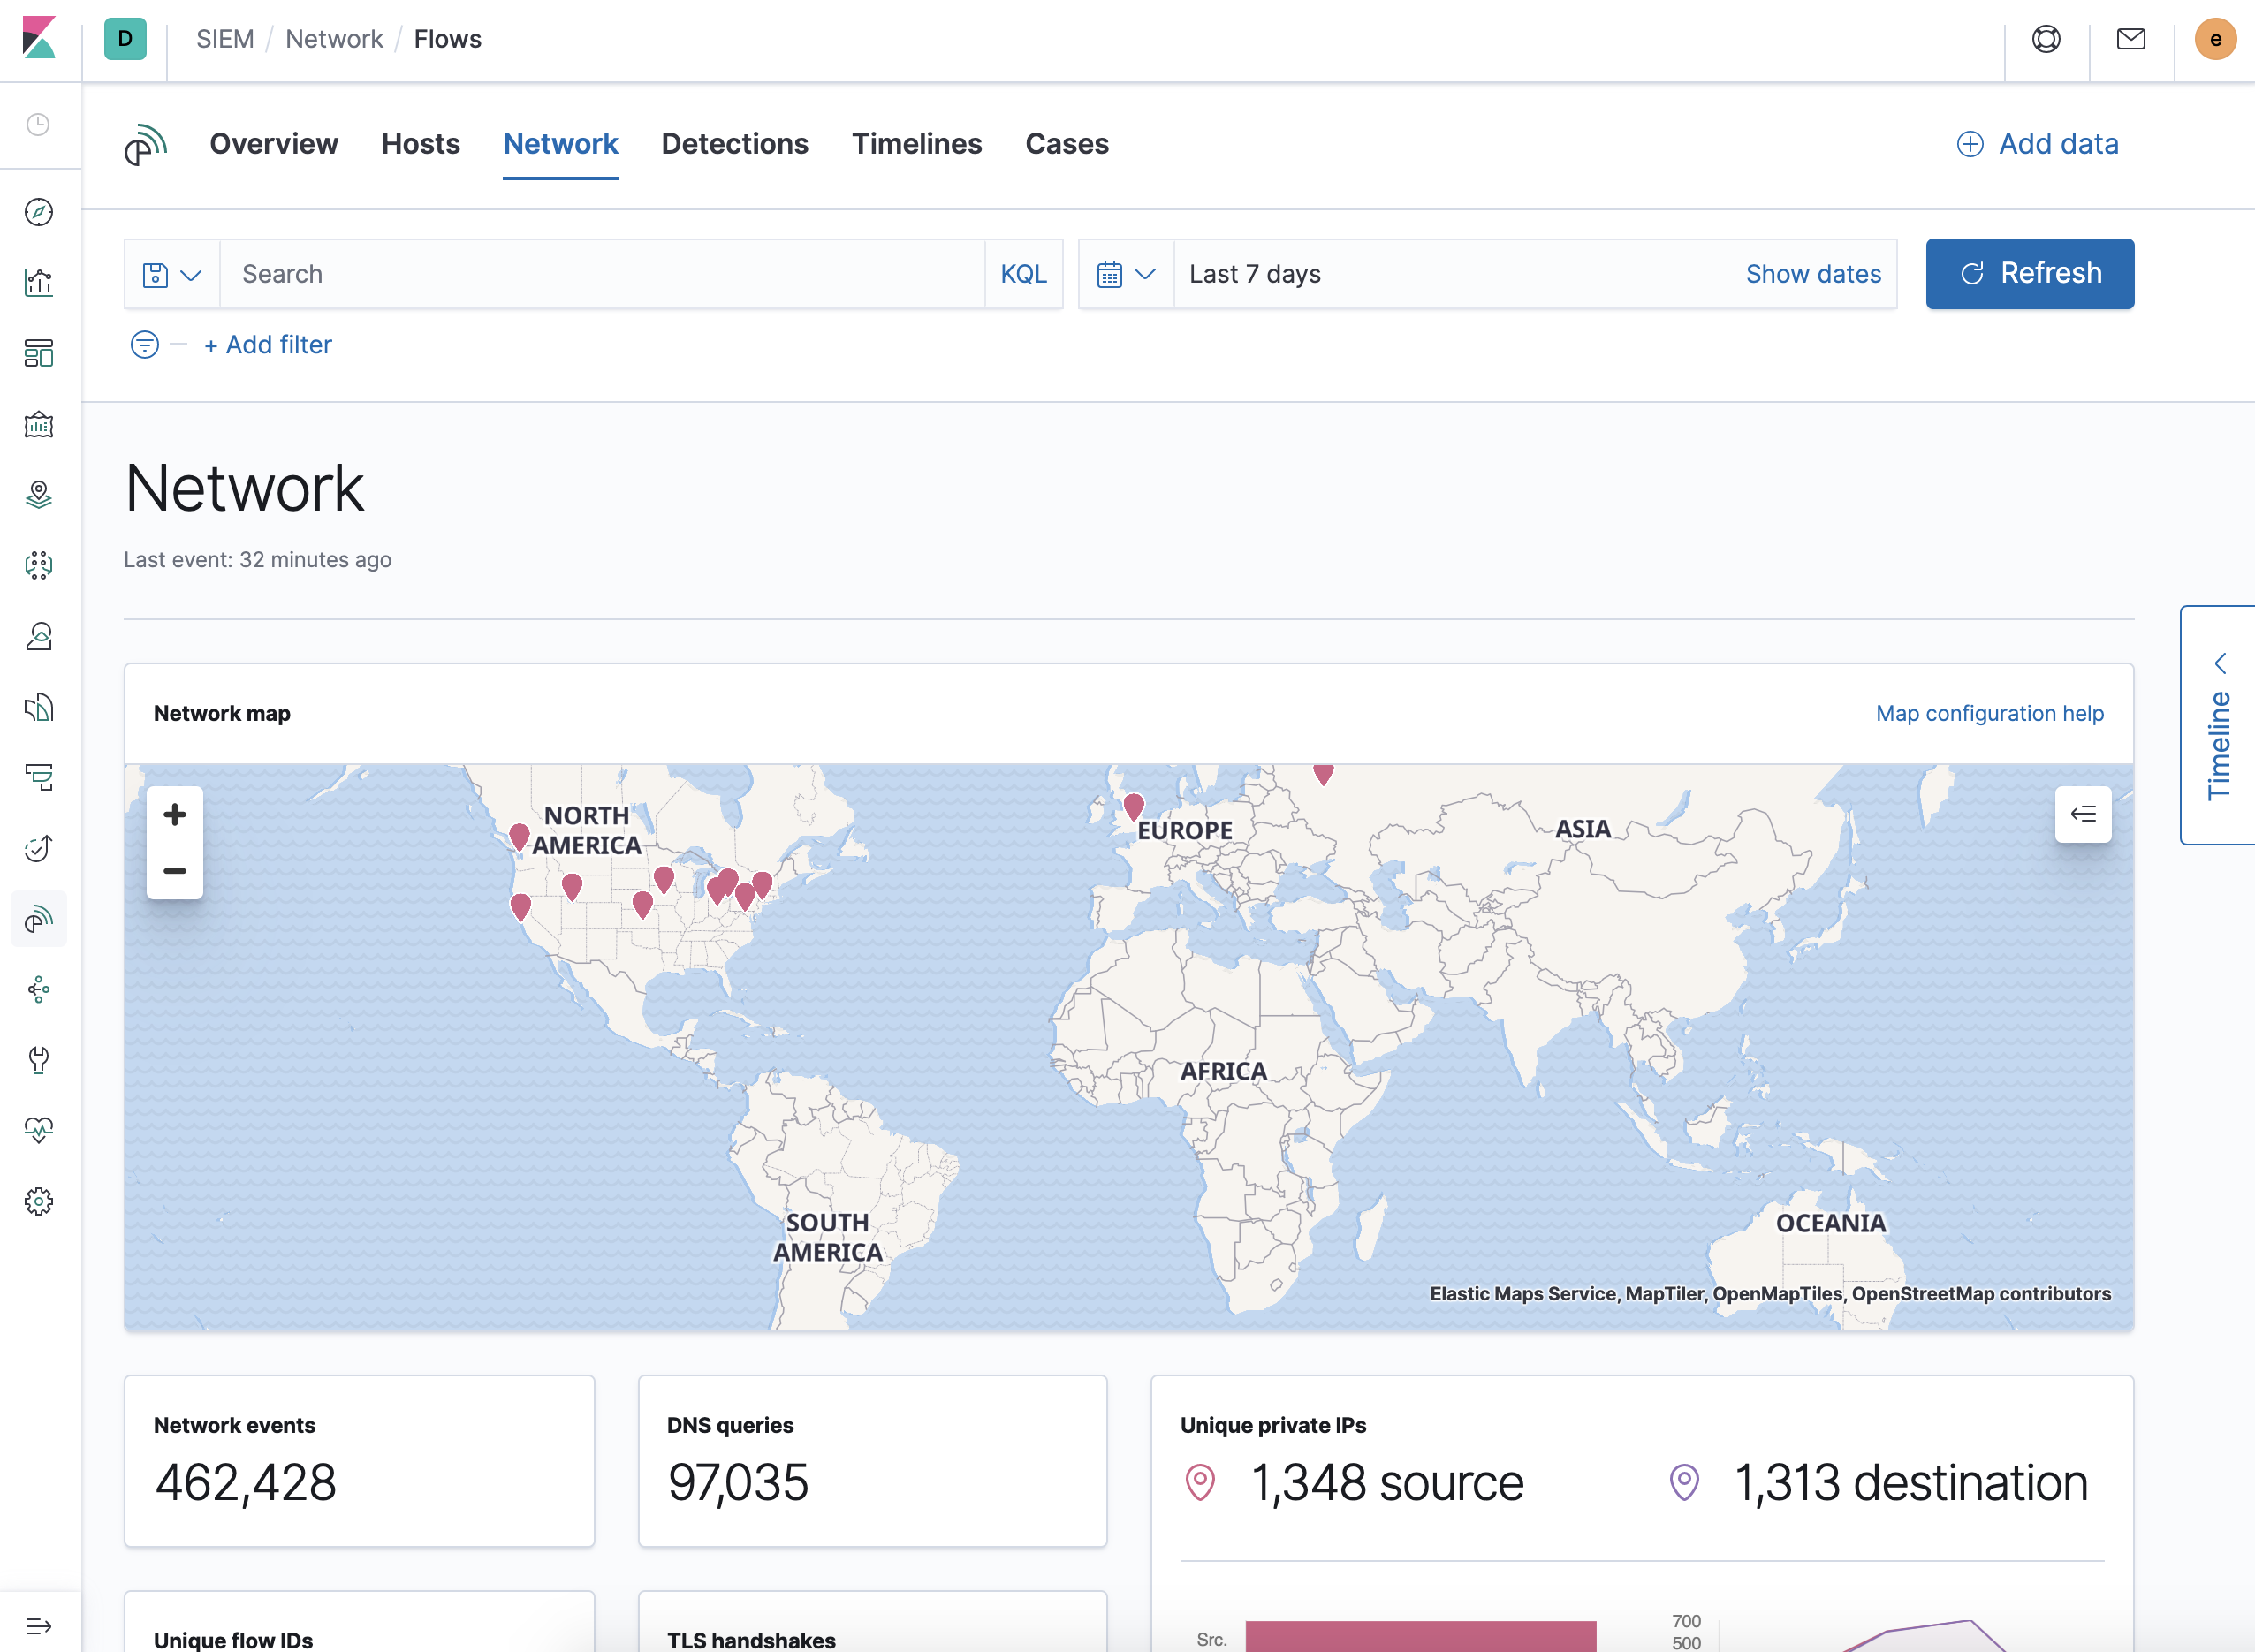 D
SIEM / Network / Flows
e
Overview
Hosts
Network
Detections
Timelines
Cases
Add data
Search
KQL
Last 7 days
Show dates
Refresh
+ Add filter
Network
Last event: 32 minutes ago
Timeline
Network map
Map configuration help
NORTH
AMERICA
EUROPE
ASIA
AFRICA
SOUTH
AMERICA
OCEANIA
Elastic Maps Service, MapTiler, OpenMapTiles, OpenStreetMap contributors
Network events
462,428
DNS queries
97,035
Unique private IPs
1,348 source
1,313 destination
Unique flow IDs
TLS handshakes
Src.
700
500